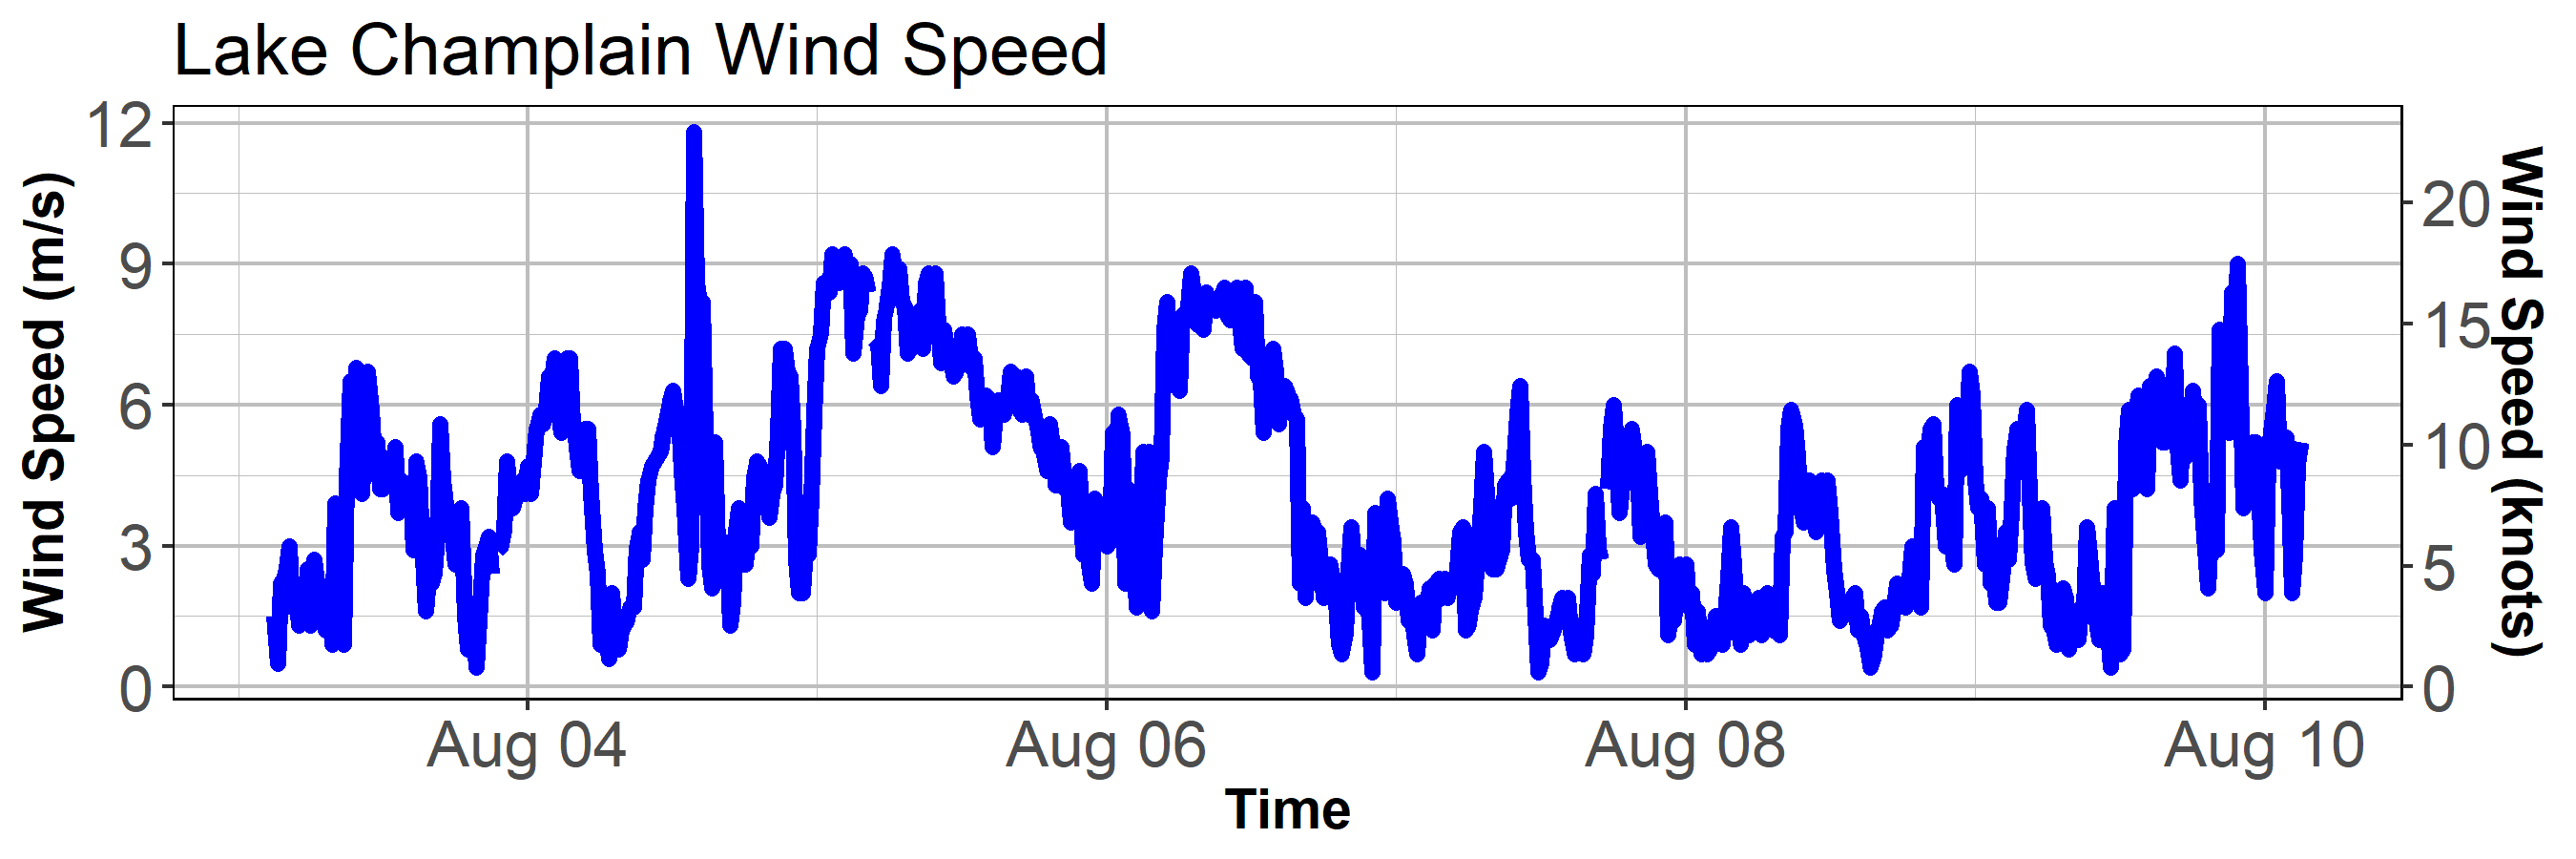 Lake Champlain Wind Speed
12
9
6
3
0
Wind Speed (m/s)
20
15
10
5
0
Wind Speed (knots)
Aug 04 Aug 06 Aug 08 Aug 10
Time